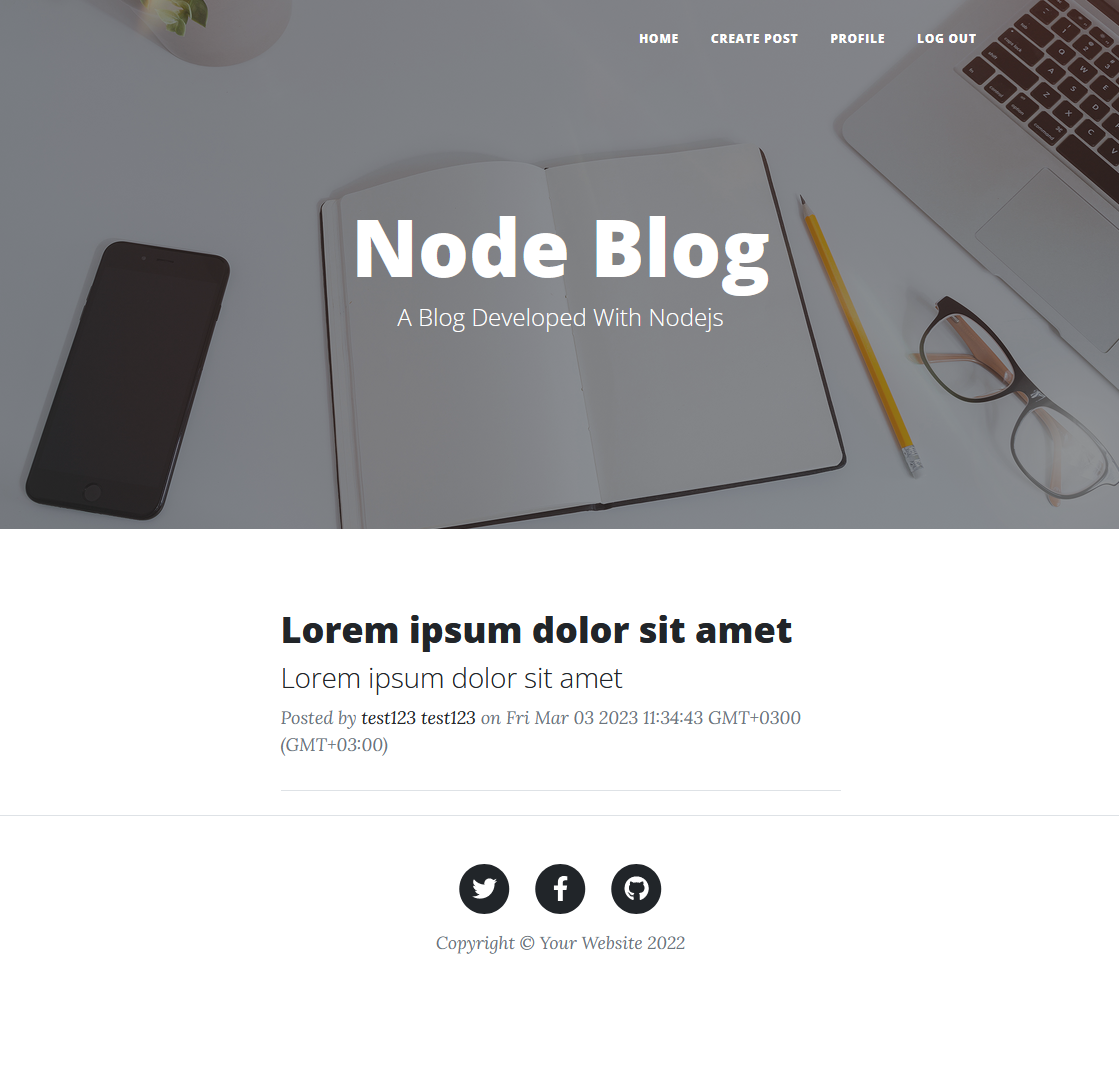 HOME CREATE POST PROFILE LOG OUT
Node Blog
A Blog Developed With Nodejs
Lorem ipsum dolor sit amet
Lorem ipsum dolor sit amet
Posted by test123 test123 on Fri Mar 03 2023 11:34:43 GMT+0300
(GMT+03:00)
Copyright © Your Website 2022